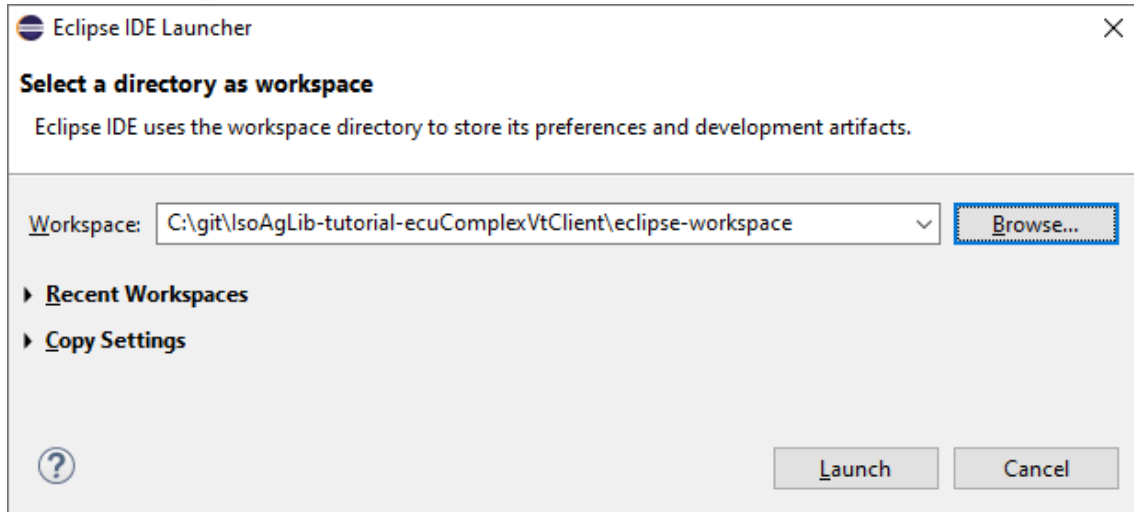 Eclipse IDE Launcher
Select a directory as workspace
Eclipse IDE uses the workspace directory to store its preferences and development artifacts.
Workspace: C:\git\IsoAgLib-tutorial-ecuComplexVtClient\eclipse-workspace Browse...
Recent Workspaces
Copy Settings
? Launch Cancel